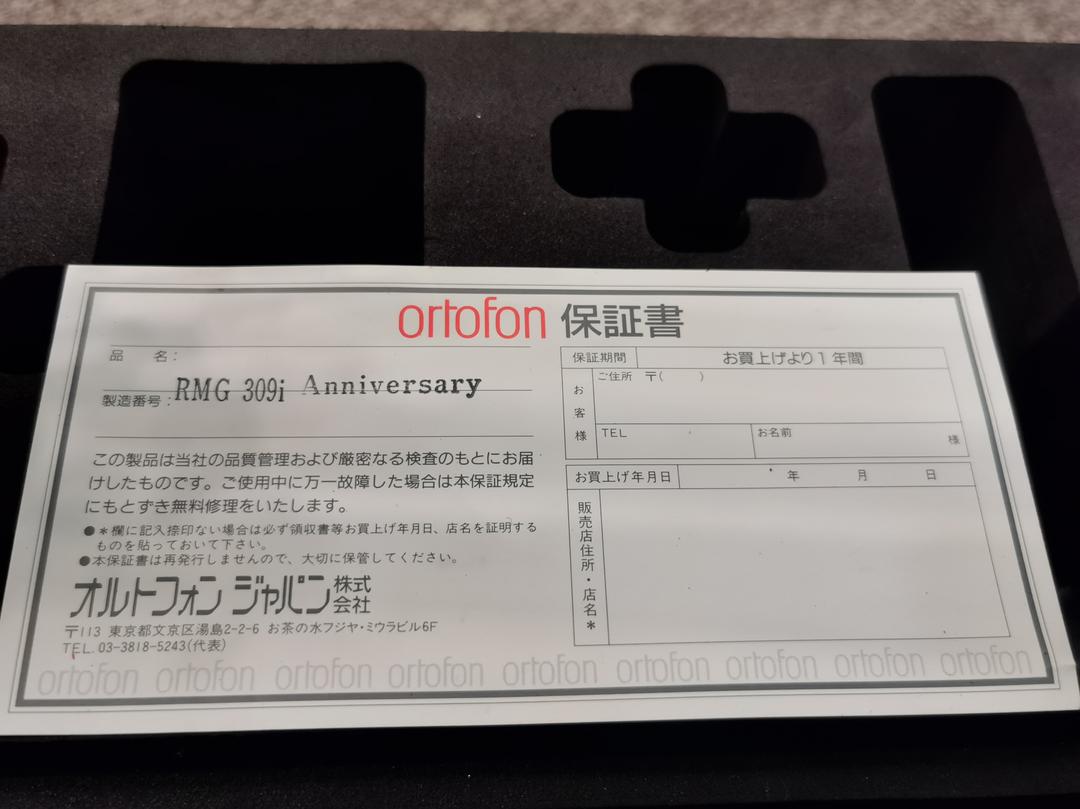 ortofon 保証書
品 名:
製造番号:RMG 309i Anniversary
この製品は当社の品質管理および厳密なる検査のもとにお届
けしたものです。ご使用中に万一故障した場合は本保証規定
にもとずき無料修理をいたします。
●*欄に記入捺印ない場合は必ず領収書等お買上げ年月日、店名を証明する
ものを貼っておいて下さい。
●本保証書は再発行しませんので、大切に保管してください。
オルトフォン ジャパン株式会社
〒113 東京都文京区湯島2-2-6 お茶の水フジヤ・ミウラビル6F
TEL.03-3818-5243(代表)
保証期間 お買上げより1年間
お客様
ご住所 〒( )
TEL
お名前 様
お買上げ年月日 * 年 月 日
販売店住所・店名*
ortofon ortofon ortofon ortofon ortofon ortofon ortofon ortofon ortofon